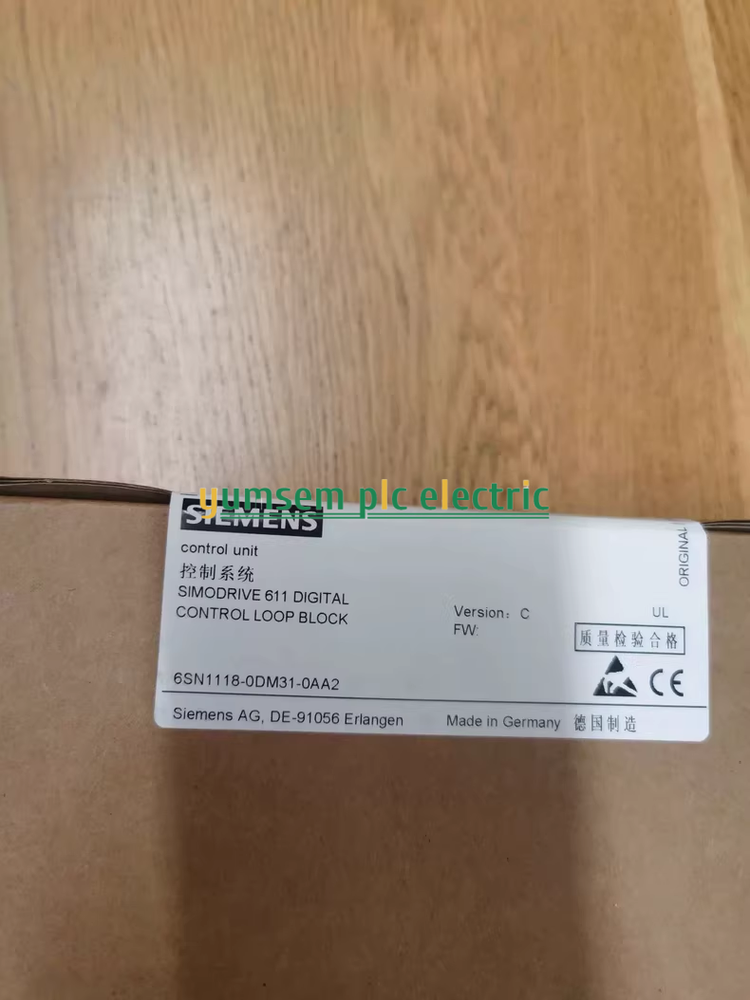 yumsem plc electric
SIEMENS
control unit
控制系统
SIMODRIVE 611 DIGITAL
CONTROL LOOP BLOCK
Version: C
FW:
6SN1118-0DM31-0AA2
Siemens AG, DE-91056 Erlangen
Made in Germany 德国制造
ORIGINAL
UL
质量检验合格
CE